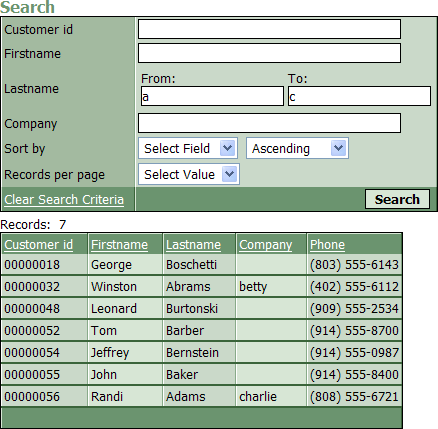 Search
Customer id
Firstname
From: To:
Lastname a c
Company
Sort by Select Field Ascending
Records per page Select Value
Clear Search Criteria Search
Records: 7
Customer id Firstname Lastname Company Phone
00000018 George Boschetti (803) 555-6143
00000032 Winston Abrams betty (402) 555-6112
00000048 Leonard Burtonski (909) 555-2534
00000052 Tom Barber (914) 555-8700
00000054 Jeffrey Bernstein (914) 555-0987
00000055 John Baker (914) 555-8400
00000056 Randi Adams charlie (808) 555-6721